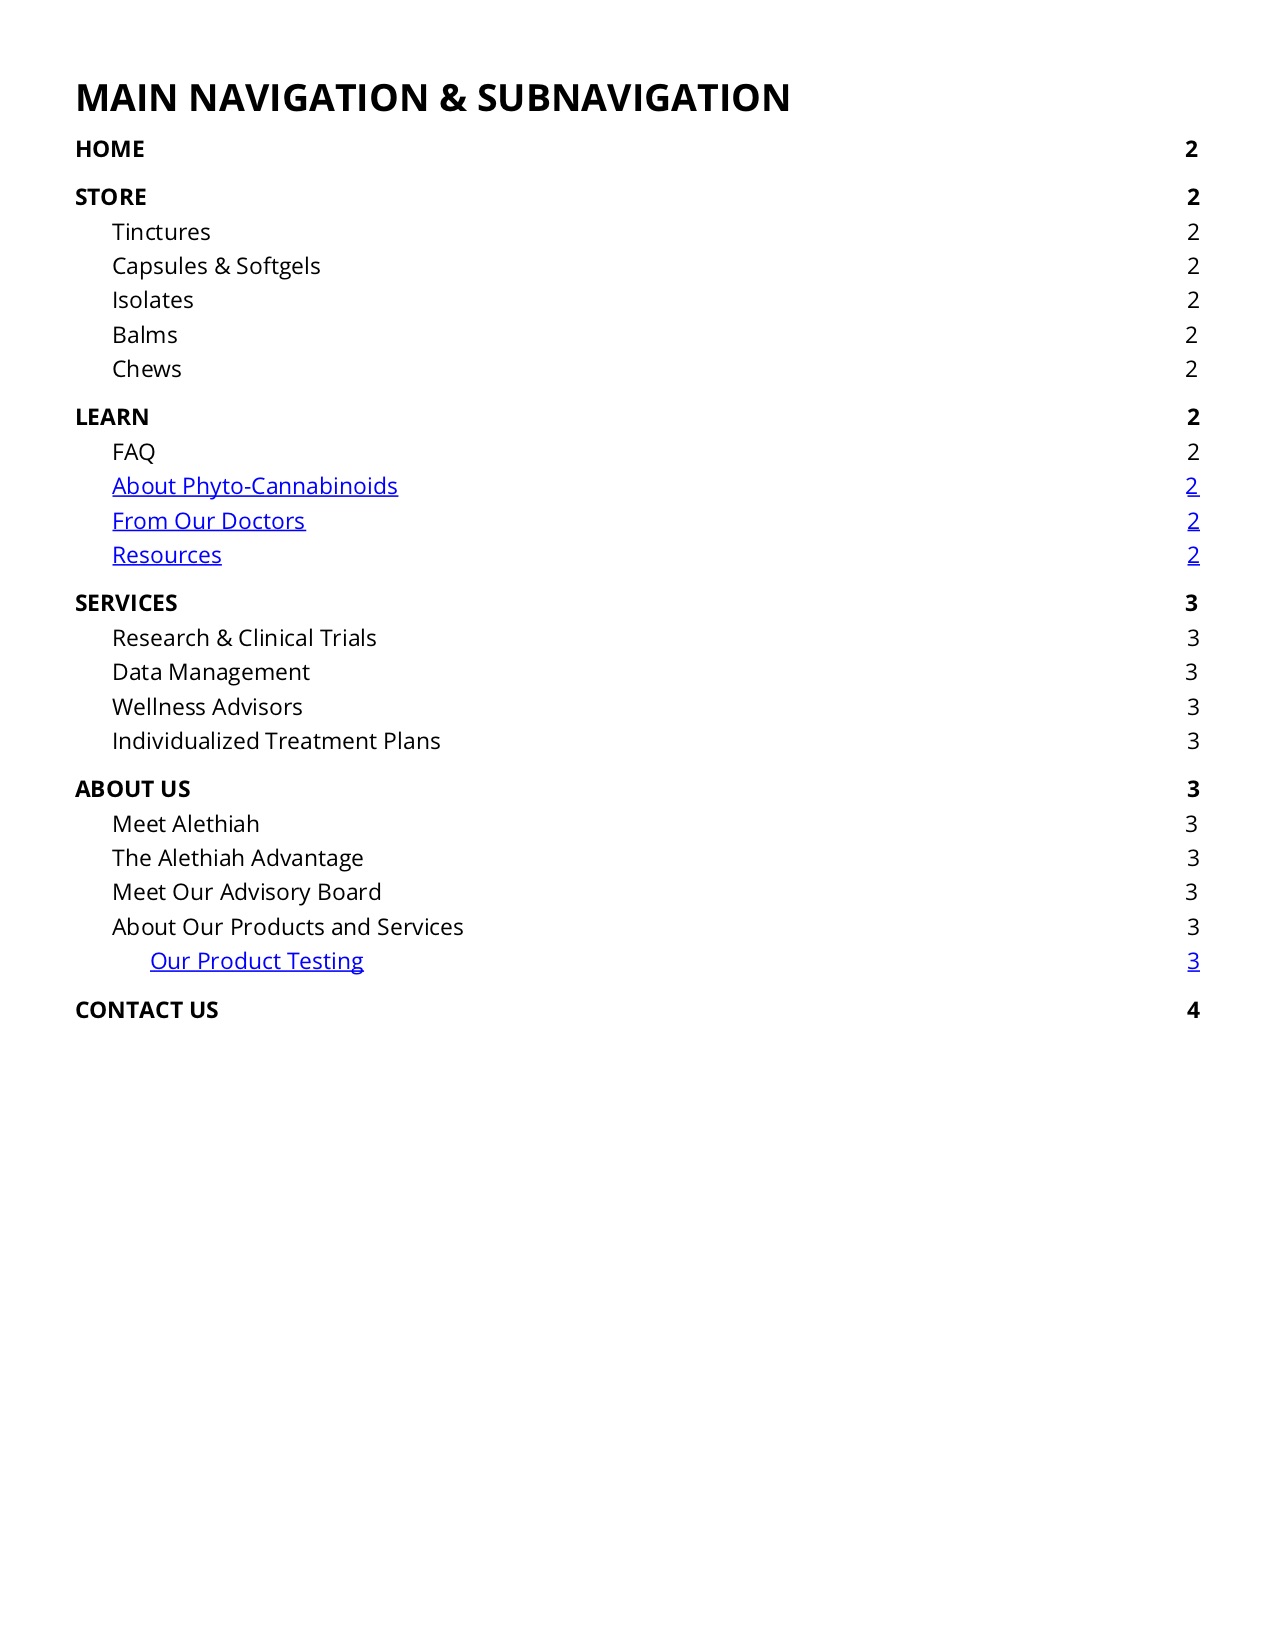 MAIN NAVIGATION & SUBNAVIGATION
HOME 2
STORE 2
Tinctures 2
Capsules & Softgels 2
Isolates 2
Balms 2
Chews 2
LEARN 2
FAQ 2
About Phyto-Cannabinoids 2
From Our Doctors 2
Resources 2
SERVICES 3
Research & Clinical Trials 3
Data Management 3
Wellness Advisors 3
Individualized Treatment Plans 3
ABOUT US 3
Meet Alethiah 3
The Alethiah Advantage 3
Meet Our Advisory Board 3
About Our Products and Services 3
Our Product Testing 3
CONTACT US 4